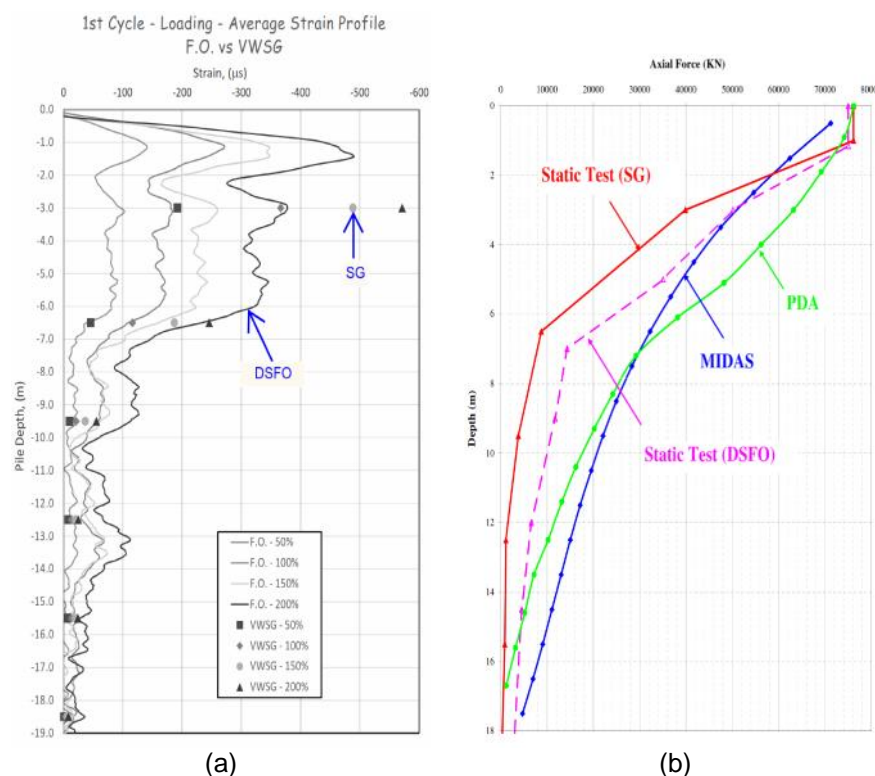 1st Cycle - Loading - Average Strain Profile
F.O. vs VWSG
Strain, (µs)
0 -100 -200 -300 -400 -500 -600
0.0
-1.0
-2.0
-3.0
-4.0
-5.0
-6.0
-7.0
-8.0
-9.0
-10.0
-11.0
-12.0
-13.0
-14.0
-15.0
-16.0
-17.0
-18.0
-19.0
Pile Depth, (m)
SG
DSFO
F.O. - 50%
F.O. - 100%
F.O. - 150%
F.O. - 200%
VWSG - 50%
VWSG - 100%
VWSG - 150%
VWSG - 200%
(a)
Axial Force (KN)
0 10000 20000 30000 40000 50000 60000 70000 80000
0
2
4
6
8
10
12
14
16
18
Depth (m)
Static Test (SG)
PDA
MIDAS
Static Test (DSFO)
(b)